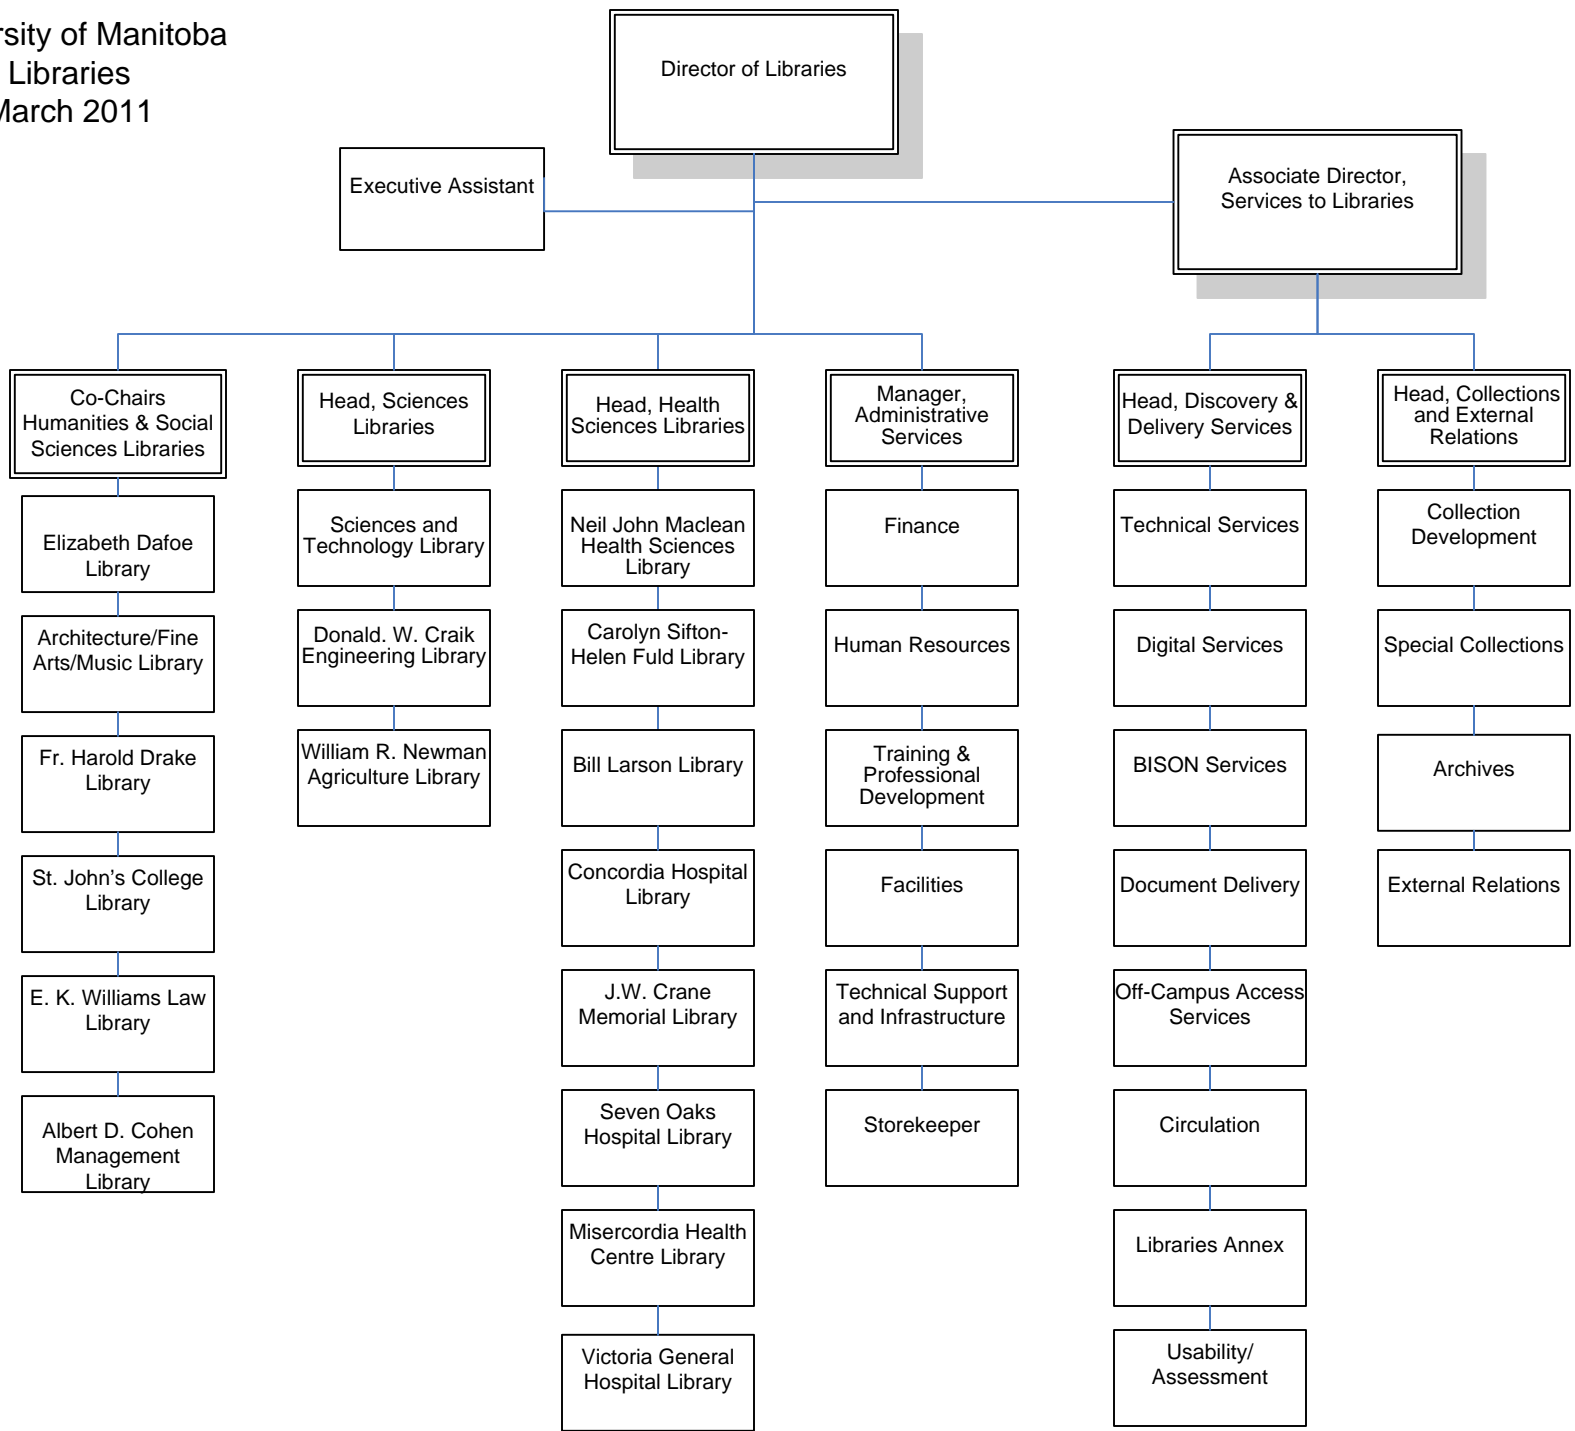 rsity of Manitoba
Libraries
March 2011
Director of Libraries
Executive Assistant
Associate Director,
Services to Libraries
Co-Chairs
Humanities & Social
Sciences Libraries
Elizabeth Dafoe
Library
Architecture/Fine
Arts/Music Library
Fr. Harold Drake
Library
St. John’s College
Library
E. K. Williams Law
Library
Albert D. Cohen
Management
Library
Head, Sciences
Libraries
Sciences and
Technology Library
Donald. W. Craik
Engineering Library
William R. Newman
Agriculture Library
Head, Health
Sciences Libraries
Neil John Maclean
Health Sciences
Library
Carolyn Sifton-
Helen Fuld Library
Bill Larson Library
Concordia Hospital
Library
J.W. Crane
Memorial Library
Seven Oaks
Hospital Library
Misercordia Health
Centre Library
Victoria General
Hospital Library
Manager,
Administrative
Services
Finance
Human Resources
Training &
Professional
Development
Facilities
Technical Support
and Infrastructure
Storekeeper
Head, Discovery &
Delivery Services
Technical Services
Digital Services
BISON Services
Document Delivery
Off-Campus Access
Services
Circulation
Libraries Annex
Usability/
Assessment
Head, Collections
and External
Relations
Collection
Development
Special Collections
Archives
External Relations